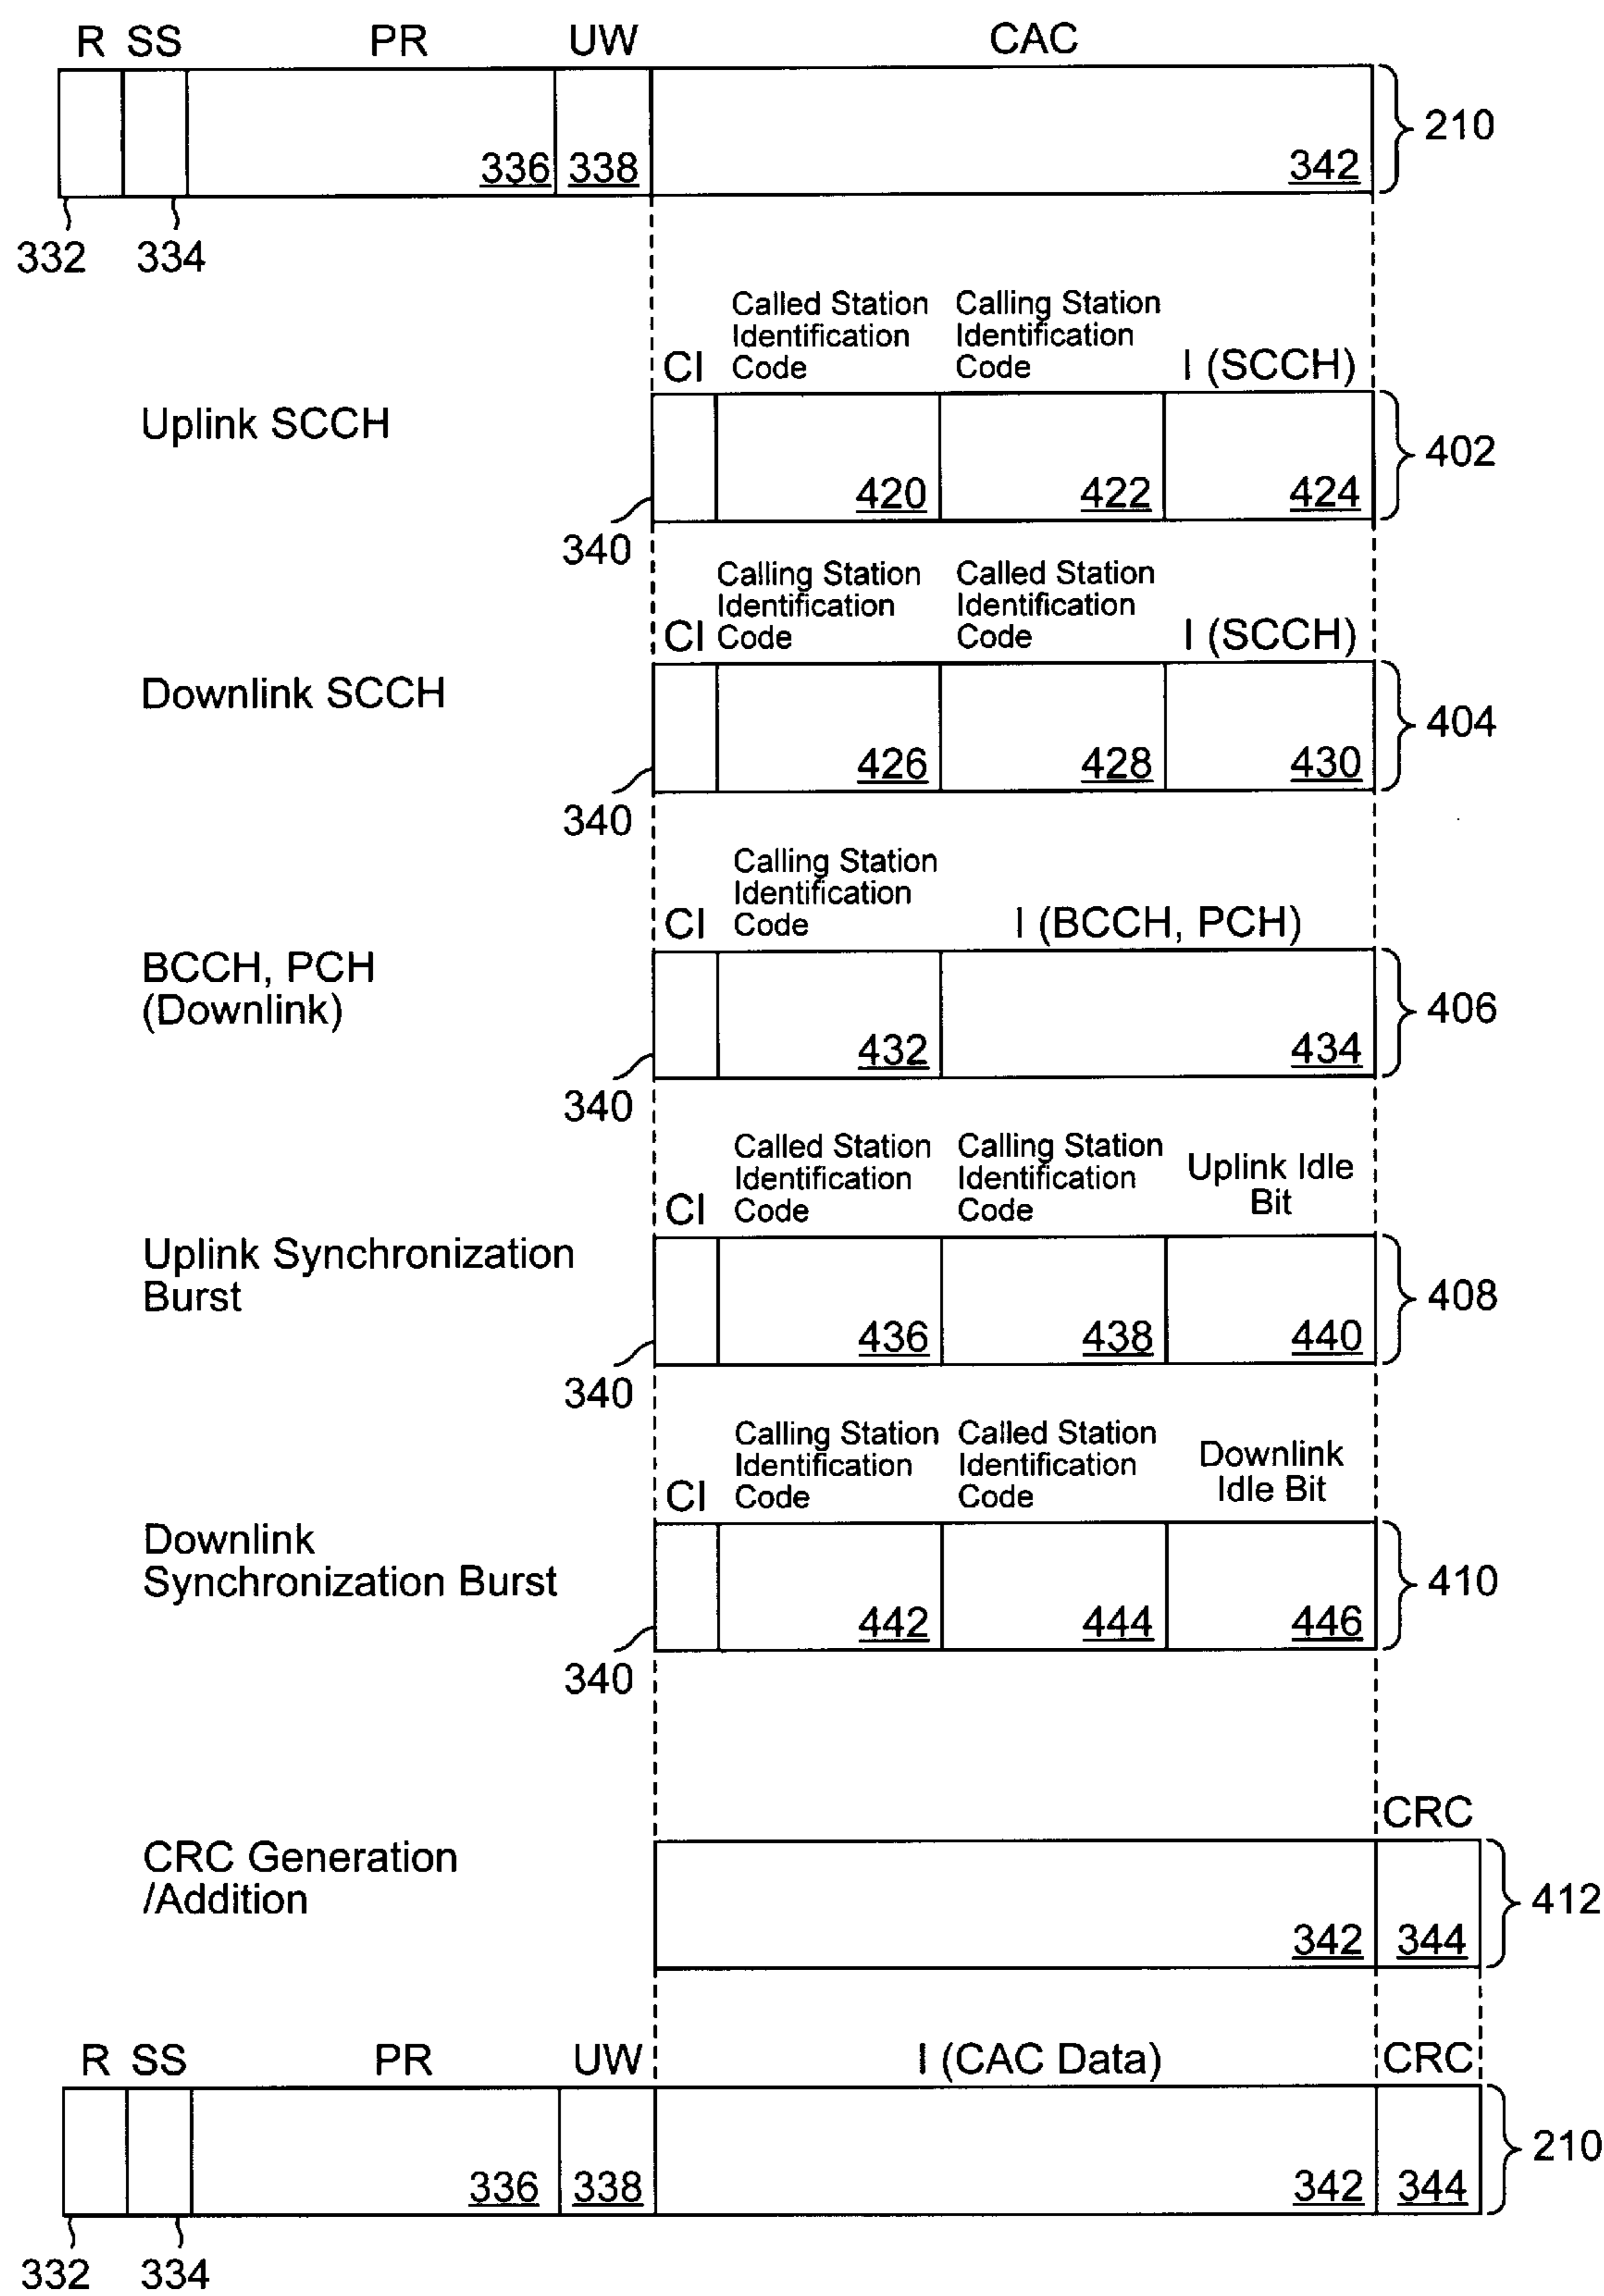 R SS PR UW CAC
336 338 342 210
332 334
Called Station Identification Code
Calling Station Identification Code
CI I (SCCH)
Uplink SCCH
420 422 424 402
340
Calling Station Identification Code
Called Station Identification Code
CI I (SCCH)
Downlink SCCH
426 428 430 404
340
Calling Station Identification Code
CI I (BCCH, PCH)
BCCH, PCH
(Downlink)
432 434 406
340
Called Station Identification Code
Calling Station Identification Code
Uplink Idle Bit
CI
Uplink Synchronization
Burst
436 438 440 408
340
Calling Station Identification Code
Called Station Identification Code
Downlink Idle Bit
CI
Downlink
Synchronization Burst
442 444 446 410
340
CRC
CRC Generation
/Addition
342 344 412
R SS PR UW I (CAC Data) CRC
336 338 342 344 210
332 334